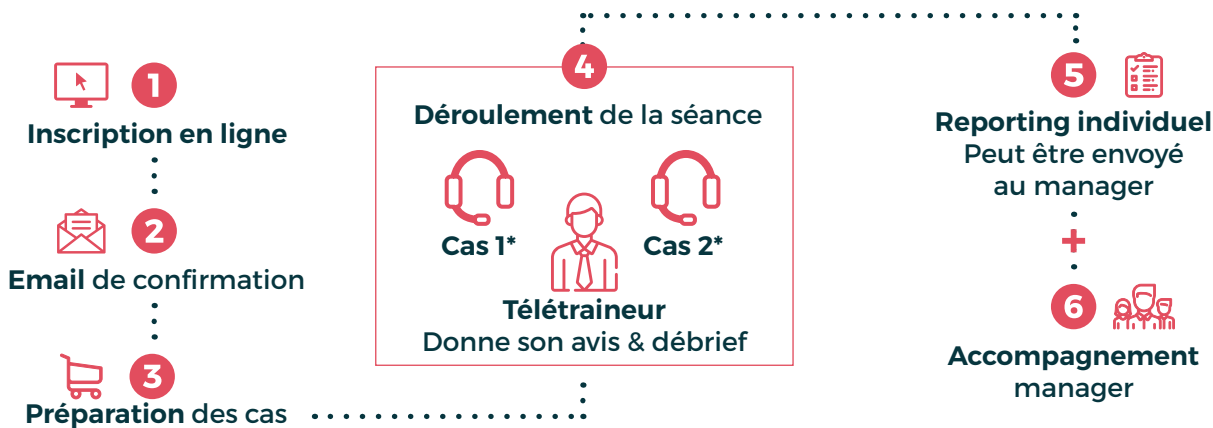 1
Inscription en ligne
2
Email de confirmation
3
Préparation des cas
4
Déroulement de la séance
Cas 1*
Cas 2*
Télétraineur
Donne son avis & débrief
5
Reporting individuel
Peut être envoyé
au manager
+
6
Accompagnement
manager